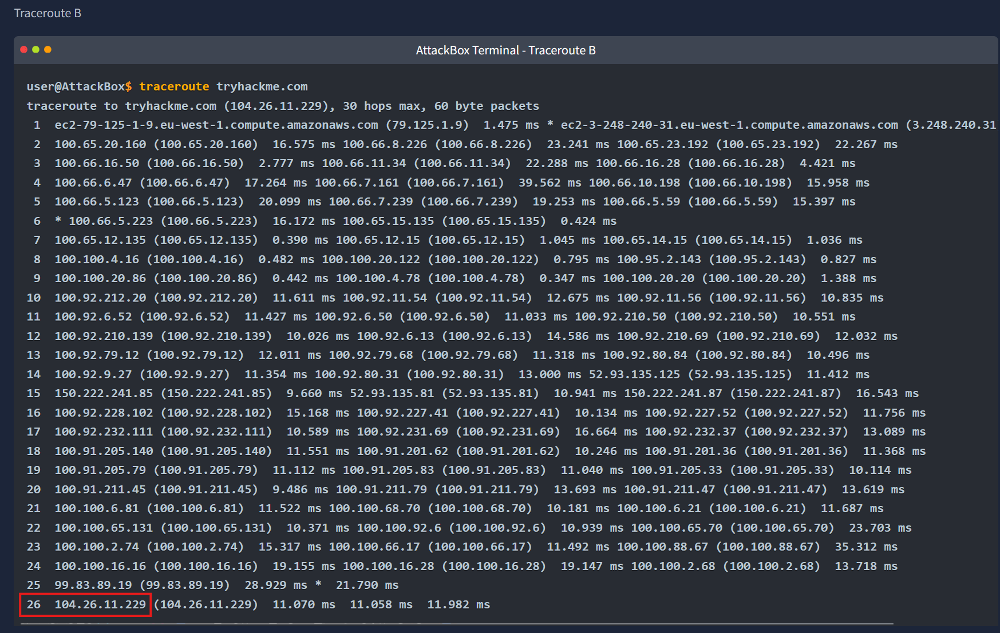 Traceroute B
AttackBox Terminal - Traceroute B
user@AttackBox$ traceroute tryhackme.com
traceroute to tryhackme.com (104.26.11.229), 30 hops max, 60 byte packets
1 ec2-79-125-1-9.eu-west-1.compute.amazonaws.com (79.125.1.9) 1.475 ms * ec2-3-248-240-31.eu-west-1.compute.amazonaws.com (3.248.240.31
2 100.65.20.160 (100.65.20.160) 16.575 ms 100.66.8.226 (100.66.8.226) 23.241 ms 100.65.23.192 (100.65.23.192) 22.267 ms
3 100.66.16.50 (100.66.16.50) 2.777 ms 100.66.11.34 (100.66.11.34) 22.288 ms 100.66.16.28 (100.66.16.28) 4.421 ms
4 100.66.6.47 (100.66.6.47) 17.264 ms 100.66.7.161 (100.66.7.161) 39.562 ms 100.66.10.198 (100.66.10.198) 15.958 ms
5 100.66.5.123 (100.66.5.123) 20.099 ms 100.66.7.239 (100.66.7.239) 19.253 ms 100.66.5.59 (100.66.5.59) 15.397 ms
6 * 100.66.5.223 (100.66.5.223) 16.172 ms 100.65.15.135 (100.65.15.135) 0.424 ms
7 100.65.12.135 (100.65.12.135) 0.390 ms 100.65.12.15 (100.65.12.15) 1.045 ms 100.65.14.15 (100.65.14.15) 1.036 ms
8 100.100.4.16 (100.100.4.16) 0.482 ms 100.100.20.122 (100.100.20.122) 0.795 ms 100.95.2.143 (100.95.2.143) 0.827 ms
9 100.100.20.86 (100.100.20.86) 0.442 ms 100.100.4.78 (100.100.4.78) 0.347 ms 100.100.20.20 (100.100.20.20) 1.388 ms
10 100.92.212.20 (100.92.212.20) 11.611 ms 100.92.11.54 (100.92.11.54) 12.675 ms 100.92.11.56 (100.92.11.56) 10.835 ms
11 100.92.6.52 (100.92.6.52) 11.427 ms 100.92.6.50 (100.92.6.50) 11.033 ms 100.92.210.50 (100.92.210.50) 10.551 ms
12 100.92.210.139 (100.92.210.139) 10.026 ms 100.92.6.13 (100.92.6.13) 14.586 ms 100.92.210.69 (100.92.210.69) 12.032 ms
13 100.92.79.12 (100.92.79.12) 12.011 ms 100.92.79.68 (100.92.79.68) 11.318 ms 100.92.80.84 (100.92.80.84) 10.496 ms
14 100.92.9.27 (100.92.9.27) 11.354 ms 100.92.80.31 (100.92.80.31) 13.000 ms 52.93.135.125 (52.93.135.125) 11.412 ms
15 150.222.241.85 (150.222.241.85) 9.660 ms 52.93.135.81 (52.93.135.81) 10.941 ms 150.222.241.87 (150.222.241.87) 16.543 ms
16 100.92.228.102 (100.92.228.102) 15.168 ms 100.92.227.41 (100.92.227.41) 10.134 ms 100.92.227.52 (100.92.227.52) 11.756 ms
17 100.92.232.111 (100.92.232.111) 10.589 ms 100.92.231.69 (100.92.231.69) 16.664 ms 100.92.232.37 (100.92.232.37) 13.089 ms
18 100.91.205.140 (100.91.205.140) 11.551 ms 100.91.201.62 (100.91.201.62) 10.246 ms 100.91.201.36 (100.91.201.36) 11.368 ms
19 100.91.205.79 (100.91.205.79) 11.112 ms 100.91.205.83 (100.91.205.83) 11.040 ms 100.91.205.33 (100.91.205.33) 10.114 ms
20 100.91.211.45 (100.91.211.45) 9.486 ms 100.91.211.79 (100.91.211.79) 13.693 ms 100.91.211.47 (100.91.211.47) 13.619 ms
21 100.100.6.81 (100.100.6.81) 11.522 ms 100.100.68.70 (100.100.68.70) 10.181 ms 100.100.6.21 (100.100.6.21) 11.687 ms
22 100.100.65.131 (100.100.65.131) 10.371 ms 100.100.92.6 (100.100.92.6) 10.939 ms 100.100.65.70 (100.100.65.70) 23.703 ms
23 100.100.2.74 (100.100.2.74) 15.317 ms 100.100.66.17 (100.100.66.17) 11.492 ms 100.100.88.67 (100.100.88.67) 35.312 ms
24 100.100.16.16 (100.100.16.16) 19.155 ms 100.100.16.28 (100.100.16.28) 19.147 ms 100.100.2.68 (100.100.2.68) 13.718 ms
25 99.83.89.19 (99.83.89.19) 28.929 ms * 21.790 ms
26 104.26.11.229 (104.26.11.229) 11.070 ms 11.058 ms 11.982 ms